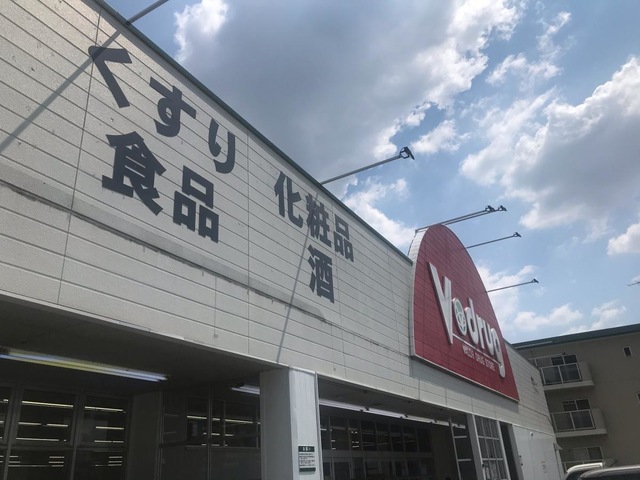 くすり 化粧品
食品 酒
V・drug